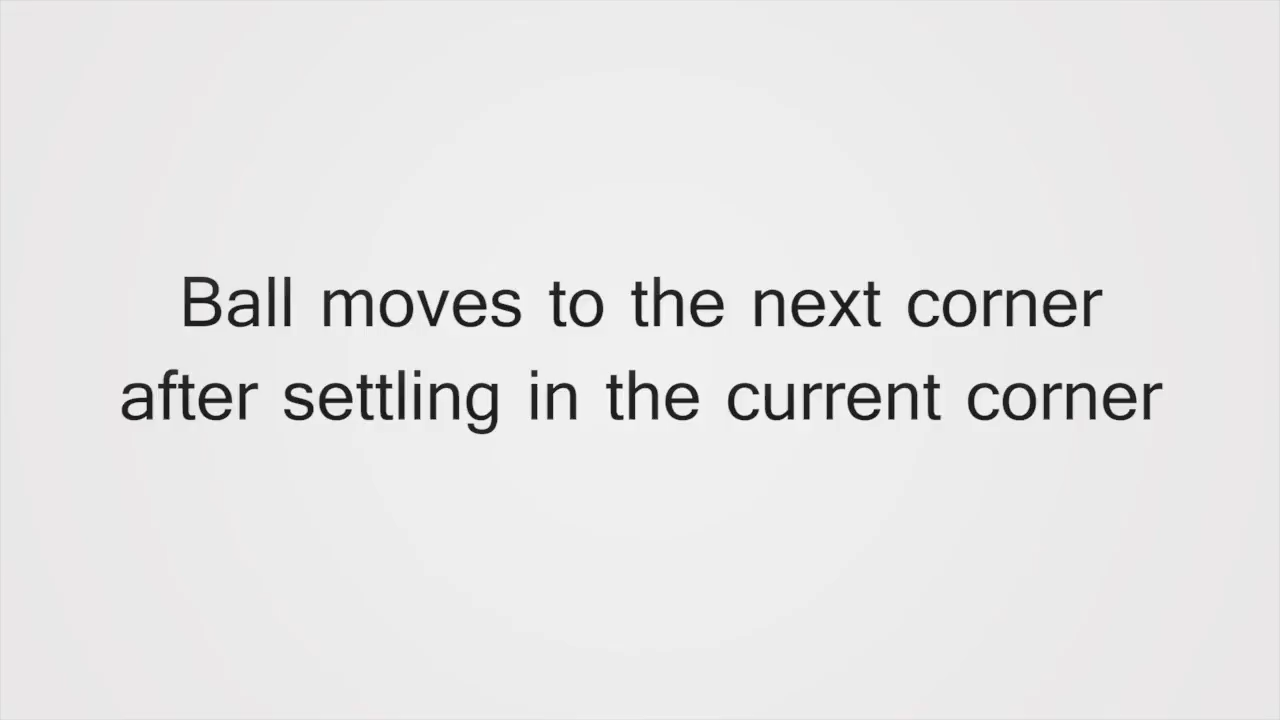 Ball moves to the next corner
after settling in the current corner